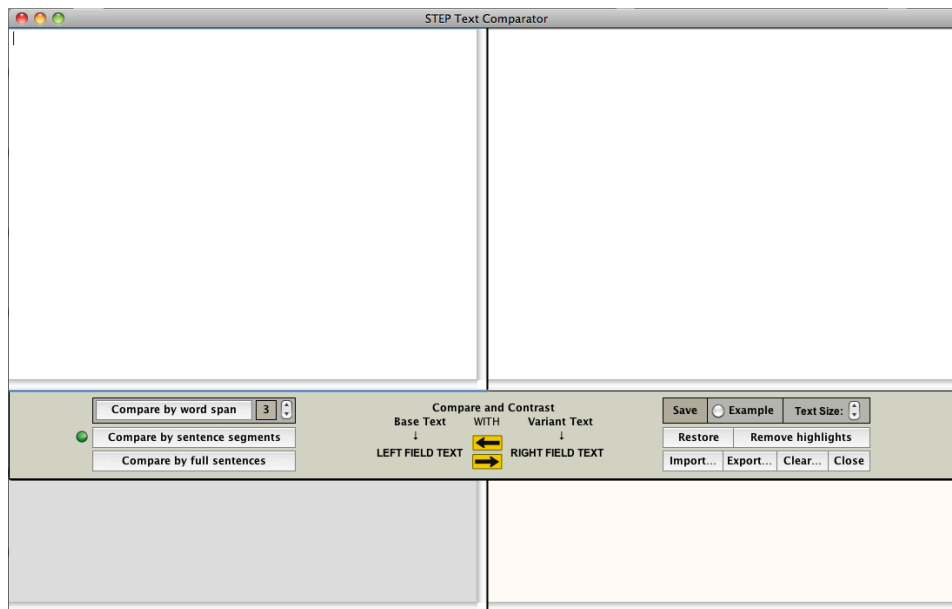 STEP Text Comparator
Compare by word span 3
Compare by sentence segments
Compare by full sentences
Compare and Contrast
Base Text WITH Variant Text
↓ ↓
LEFT FIELD TEXT RIGHT FIELD TEXT
Save Example Text Size:
Restore Remove highlights
Import... Export... Clear... Close